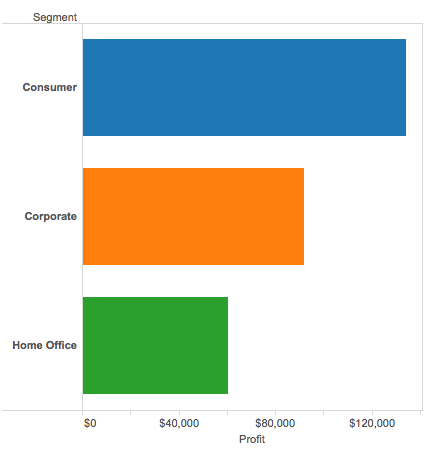 Segment
Consumer
Corporate
Home Office
$0 $40,000 $80,000 $120,000
Profit